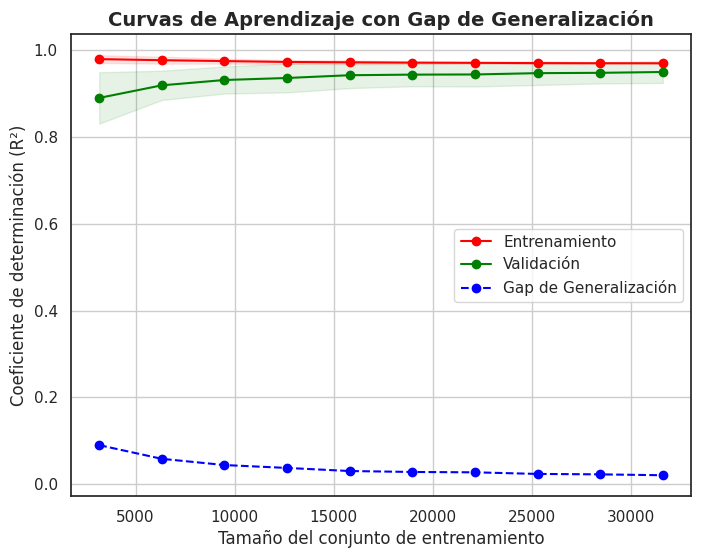 Curvas de Aprendizaje con Gap de Generalización
1.0
0.8
0.6
0.4
0.2
0.0
Coeficiente de determinación (R²)
Entrenamiento
Validación
Gap de Generalización
5000 10000 15000 20000 25000 30000
Tamaño del conjunto de entrenamiento